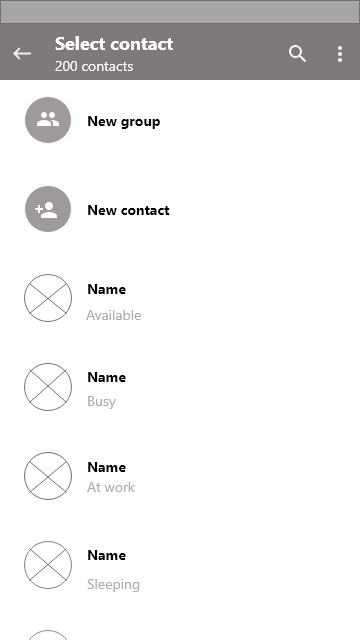 Select contact
200 contacts
New group
New contact
Name
Available
Name
Busy
Name
At work
Name
Sleeping